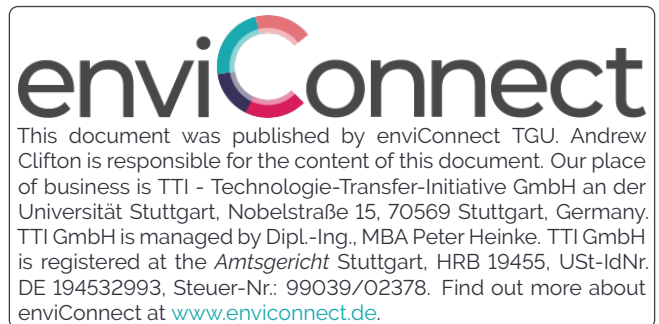 enviConnect
This document was published by enviConnect TGU. Andrew
Clifton is responsible for the content of this document. Our place
of business is TTI - Technologie-Transfer-Initiative GmbH an der
Universität Stuttgart, Nobelstraße 15, 70569 Stuttgart, Germany.
TTI GmbH is managed by Dipl.-Ing., MBA Peter Heinke. TTI GmbH
is registered at the Amtsgericht Stuttgart, HRB 19455, USt-IdNr.
DE 194532993, Steuer-Nr.: 99039/02378. Find out more about
enviConnect at www.enviconnect.de.